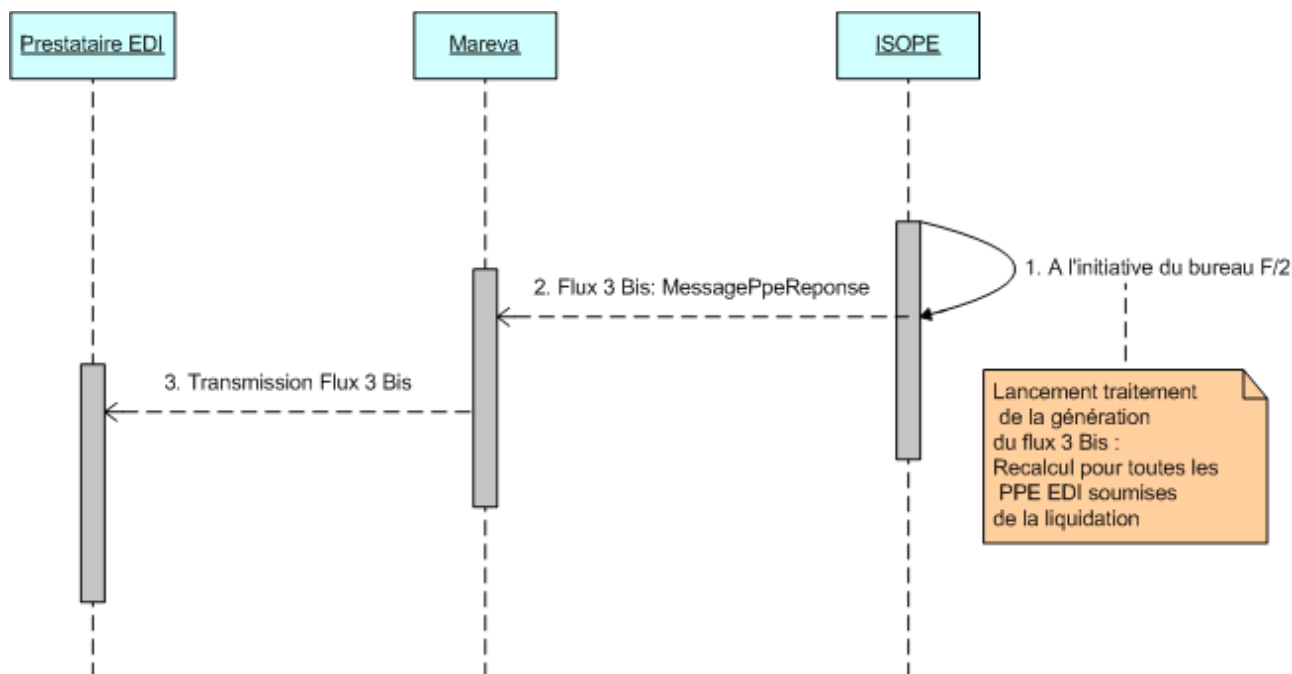 Prestataire EDI
Mareva
ISOPE
1. A l'initiative du bureau F/2
2. Flux 3 Bis: MessagePpeReponse
3. Transmission Flux 3 Bis
Lancement traitement
de la génération
du flux 3 Bis :
Recalcul pour toutes les
PPE EDI soumises
de la liquidation